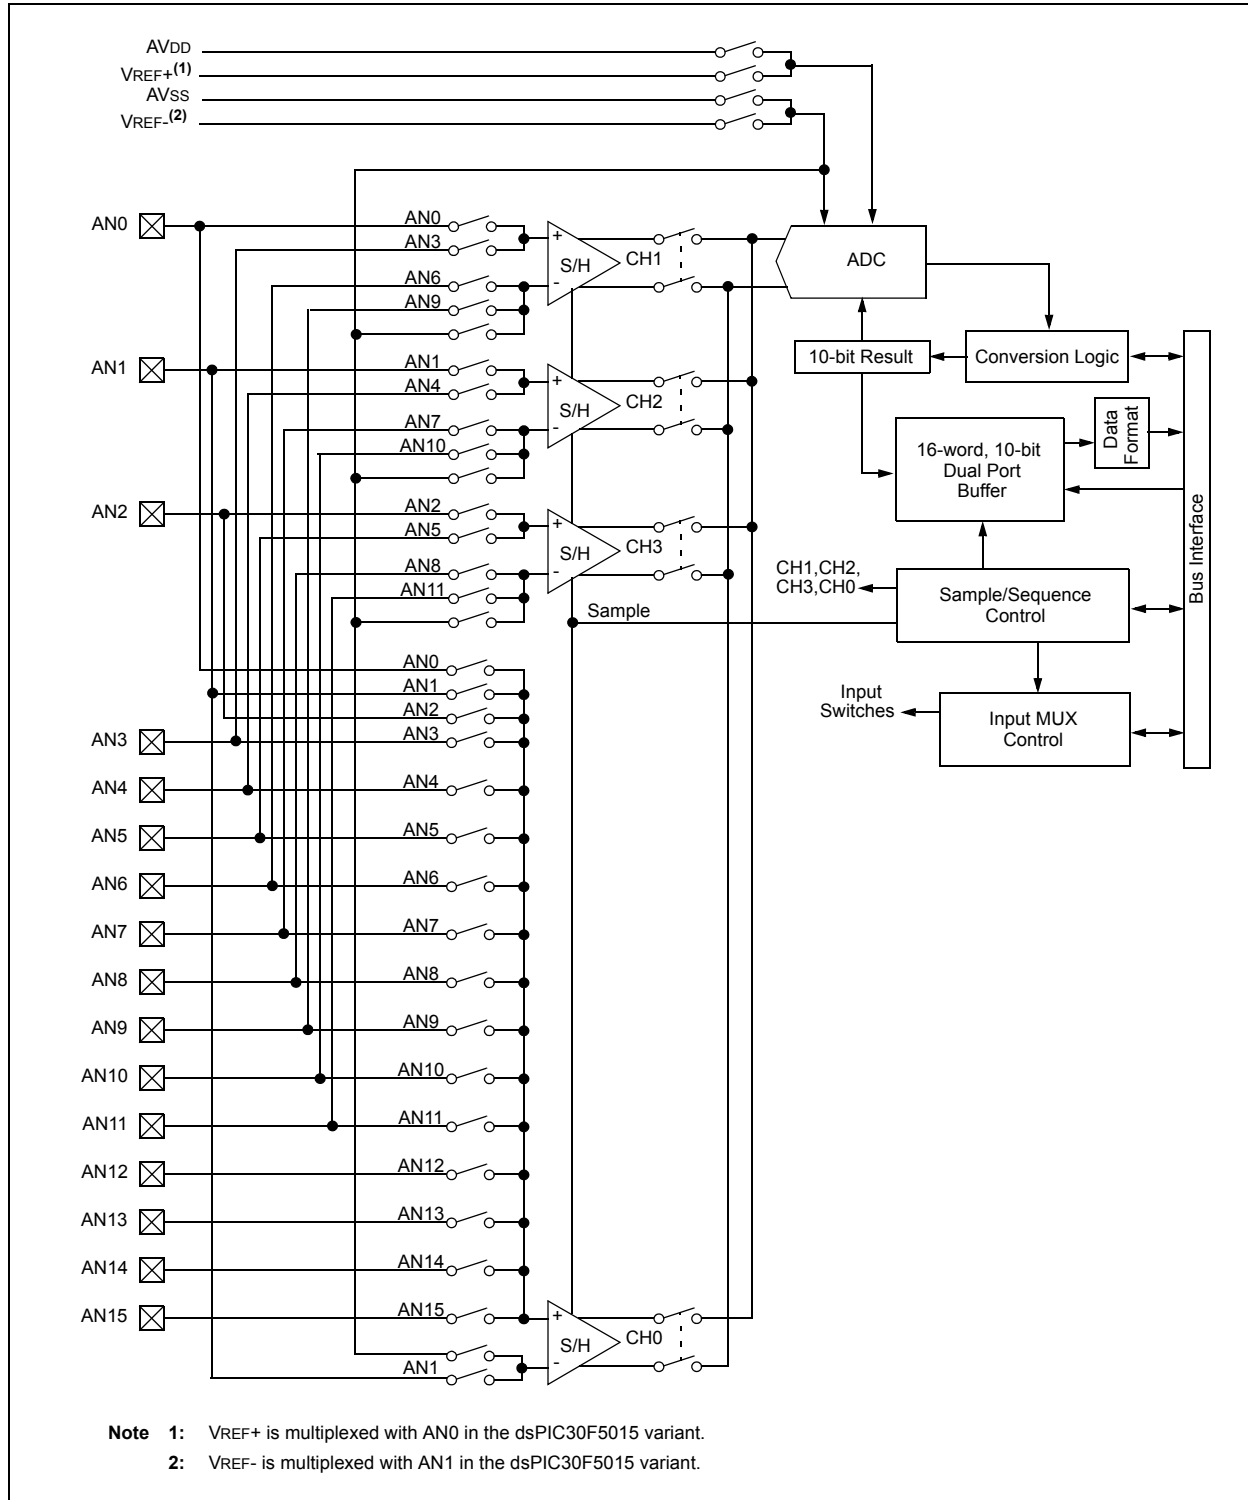 AVDD
VREF+(1)
AVSS
VREF-(2)
AN0
AN0
AN3
AN6
AN9
+
-
S/H
CH1
ADC
10-bit Result
Conversion Logic
AN1
AN1
AN4
AN7
AN10
+
-
S/H
CH2
16-word, 10-bit
Dual Port
Buffer
Data
Format
Bus Interface
AN2
AN2
AN5
AN8
AN11
+
-
S/H
CH3
CH1,CH2,
CH3,CH0
Sample/Sequence
Control
Sample
Input
Switches
Input MUX
Control
AN0
AN1
AN2
AN3
AN3
AN4
AN4
AN5
AN5
AN6
AN6
AN7
AN7
AN8
AN8
AN9
AN9
AN10
AN10
AN11
AN11
AN12
AN12
AN13
AN13
AN14
AN14
AN15
AN15
AN1
+
-
S/H
CH0
Note 1: VREF+ is multiplexed with AN0 in the dsPIC30F5015 variant.
2: VREF- is multiplexed with AN1 in the dsPIC30F5015 variant.